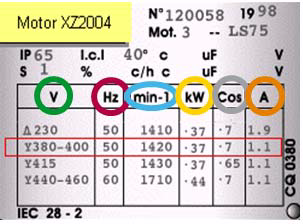 Motor XZ2004
N°120058 1998
Mot. 3 -- LS75
IP 65 I.c.l 40° c uF V
S 1 % c/h c uF V
V Hz min-1 kW Cos A
Δ230 50 1410 .37 .7 1.9
Y380-400 50 1420 .37 .7 1.1
Y415 50 1430 .37 .65 1.1
Y440-460 60 1710 .44 .7 1.1
IEC 28 - 2
CQ 0380